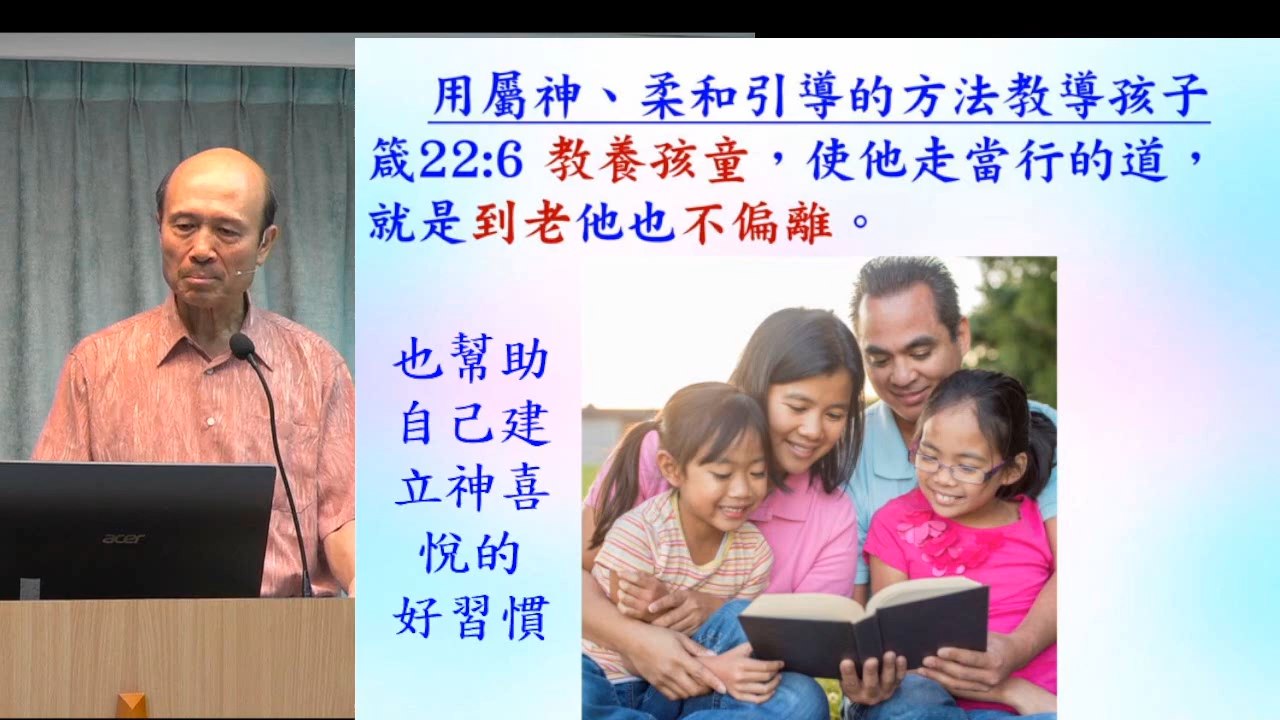 用屬神、柔和引導的方法教導孩子
箴22:6 教養孩童，使他走當行的道，
就是到老他也不偏離。
也幫助
自己建
立神喜
悅的
好習慣
acer